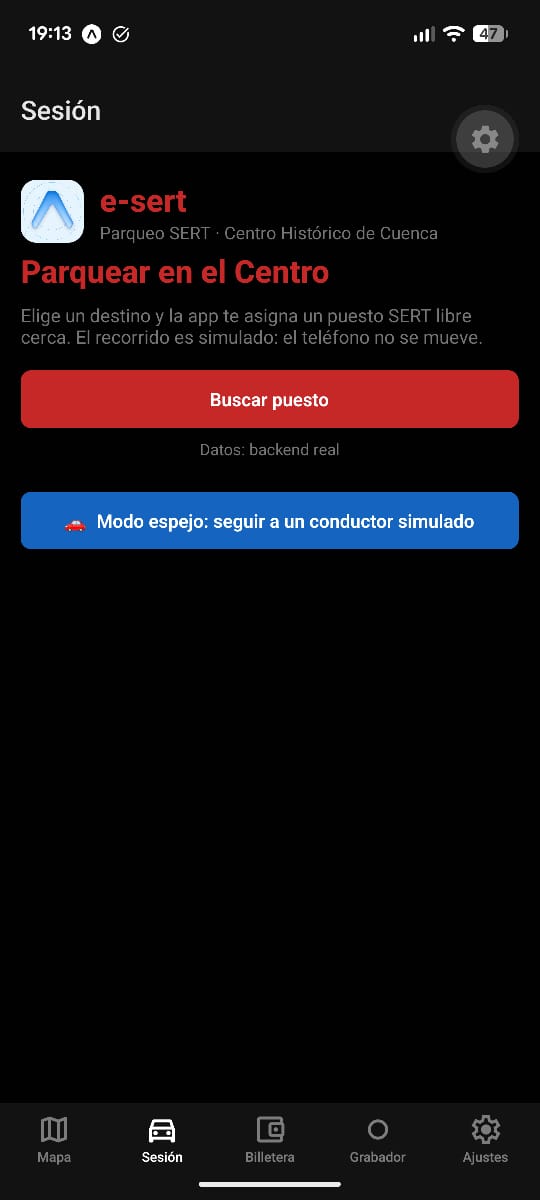 19:13
47
Sesión
e-sert
Parqueo SERT · Centro Histórico de Cuenca
Parquear en el Centro
Elige un destino y la app te asigna un puesto SERT libre
cerca. El recorrido es simulado: el teléfono no se mueve.
Buscar puesto
Datos: backend real
Modo espejo: seguir a un conductor simulado
Mapa
Sesión
Billetera
Grabador
Ajustes